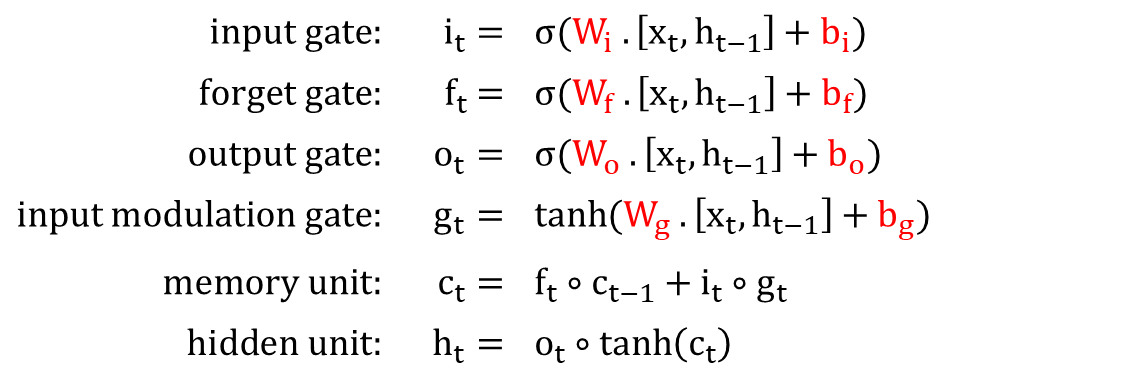 input gate: iₜ = σ(Wᵢ . [xₜ, hₜ₋₁] + bᵢ)
forget gate: fₜ = σ(W_f . [xₜ, hₜ₋₁] + b_f)
output gate: oₜ = σ(Wₒ . [xₜ, hₜ₋₁] + bₒ)
input modulation gate: gₜ = tanh(W_g . [xₜ, hₜ₋₁] + b_g)
memory unit: cₜ = fₜ ∘ cₜ₋₁ + iₜ ∘ gₜ
hidden unit: hₜ = oₜ ∘ tanh(cₜ)